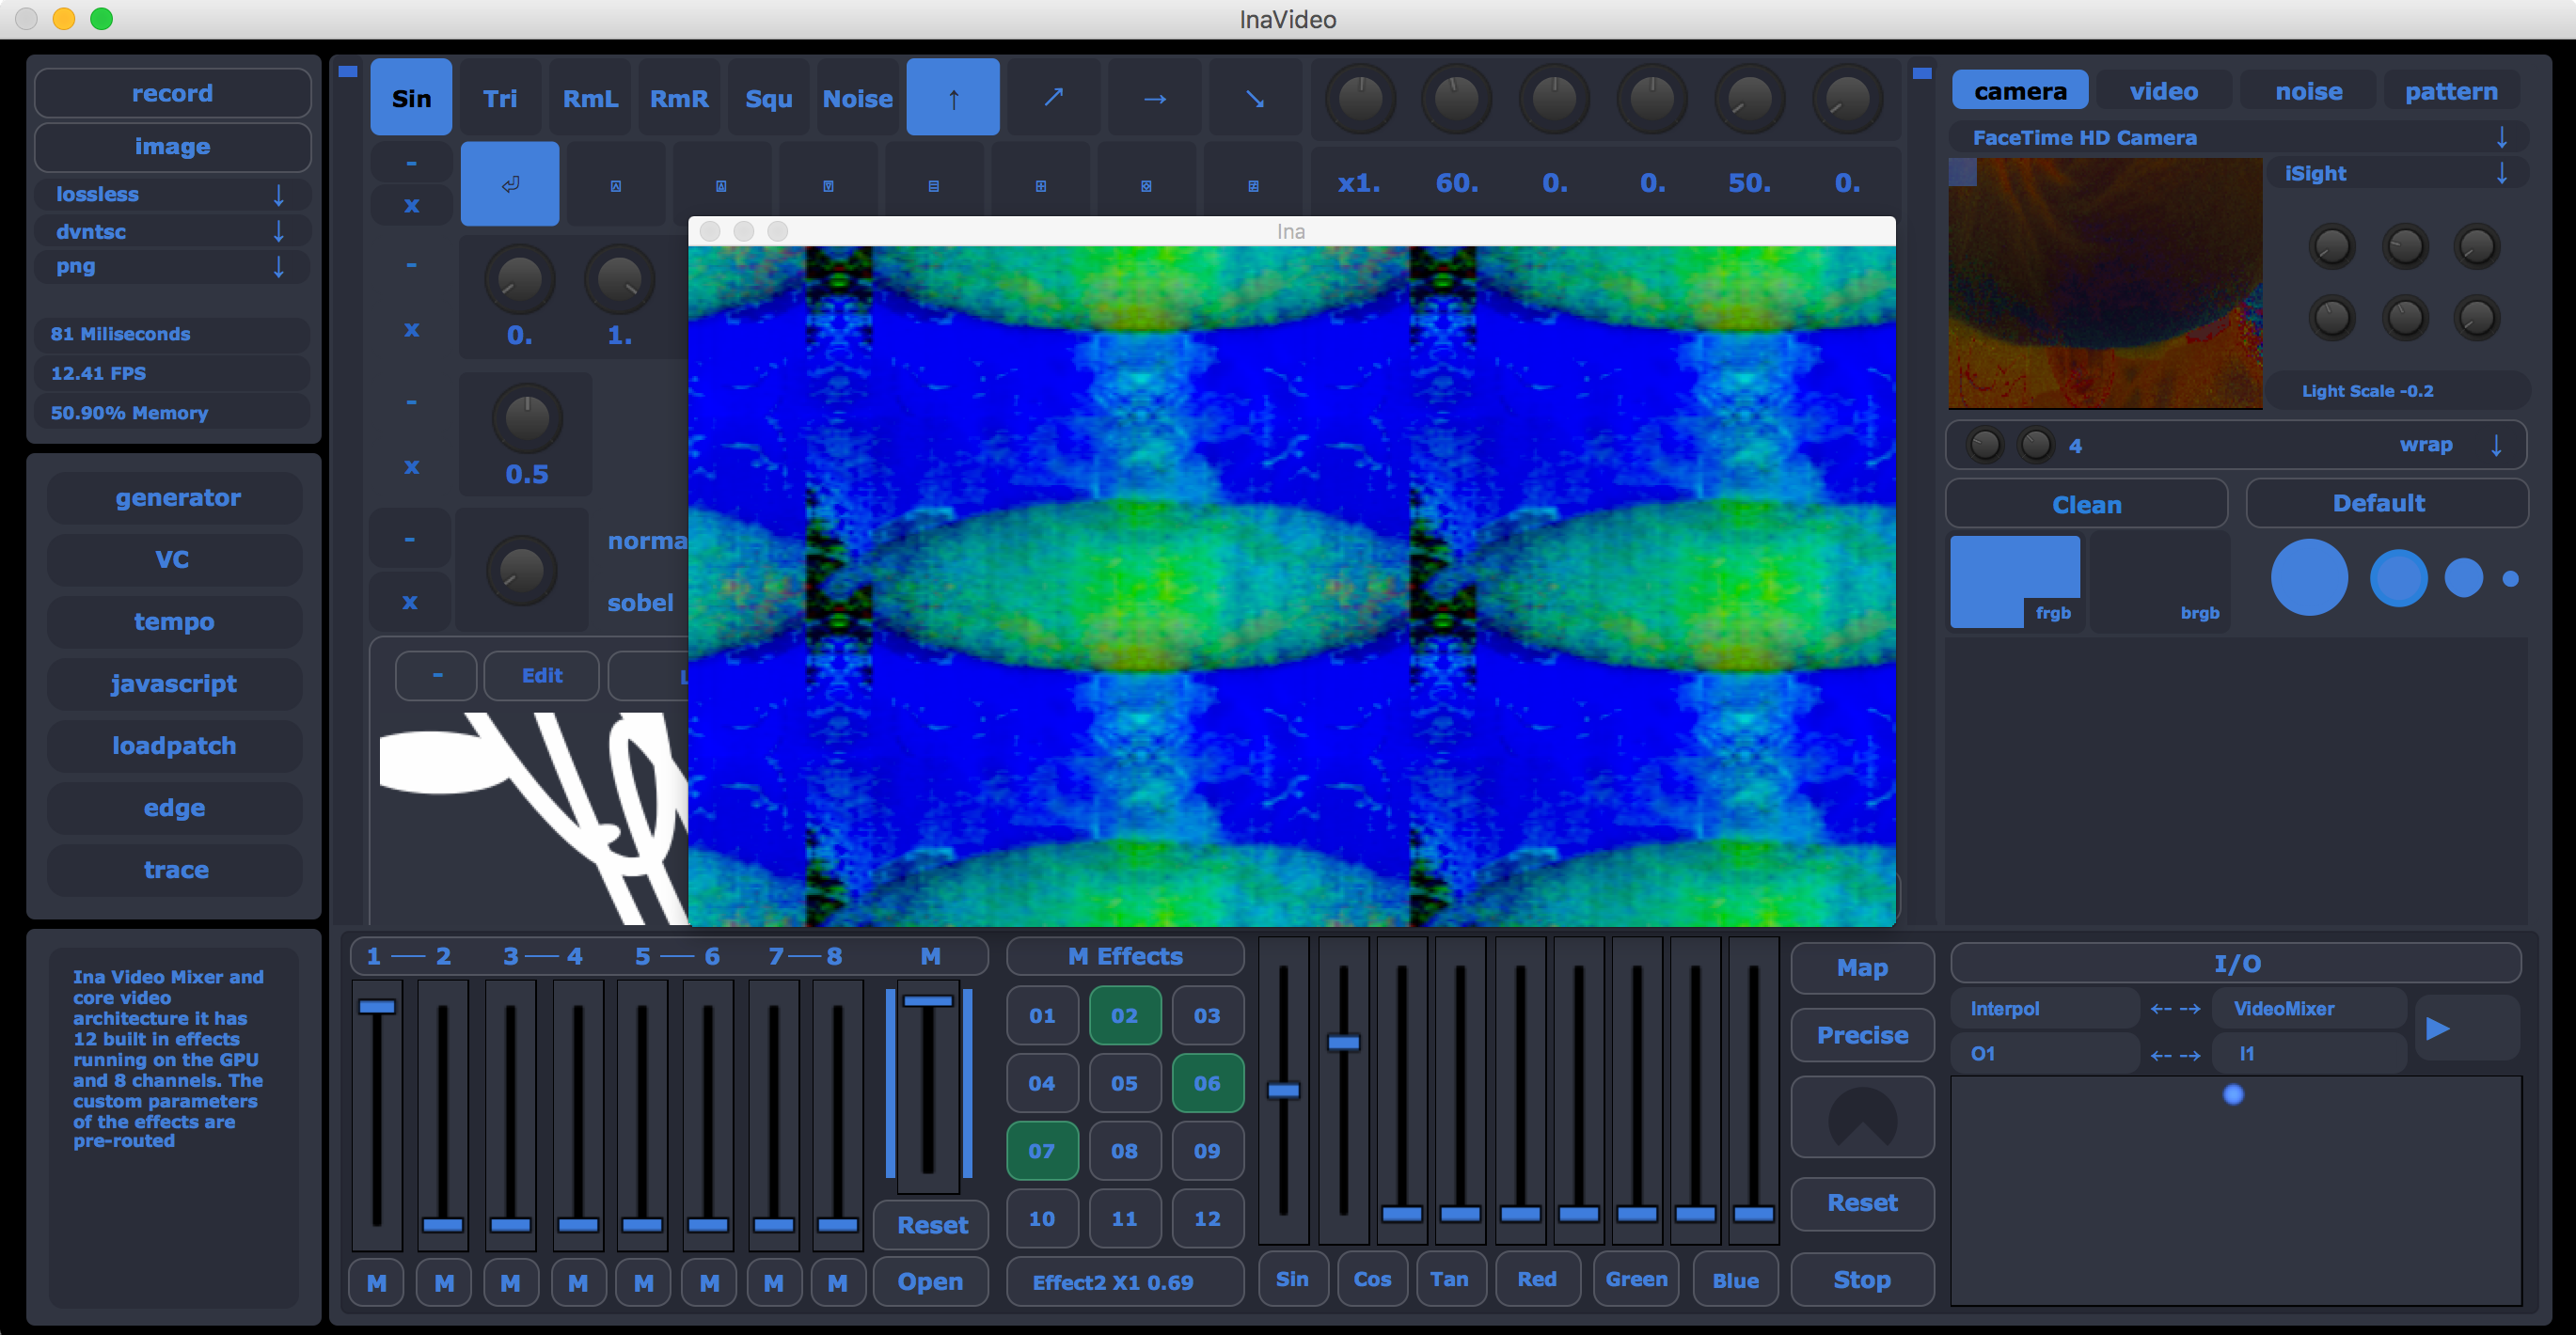 InaVideo
record
image
lossless ↓
dvntsc ↓
png ↓
81 Miliseconds
12.41 FPS
50.90% Memory
generator
VC
tempo
javascript
loadpatch
edge
trace
Ina Video Mixer and
core video
architecture it has
12 built in effects
running on the GPU
and 8 channels. The
custom parameters
of the effects are
pre-routed
Sin Tri RmL RmR Squ Noise ↑ ↗ → ↘
-
x
x1. 60. 0. 0. 50. 0.
-
x
0. 1.
-
x
0.5
-
x
norma
sobel
- Edit L
Ina
camera video noise pattern
FaceTime HD Camera ↓
iSight ↓
Light Scale -0.2
4 wrap ↓
Clean Default
frgb brgb
1 — 2 3 — 4 5 — 6 7 — 8 M
M M M M M M M M
Reset
Open
M Effects
01 02 03
04 05 06
07 08 09
10 11 12
Effect2 X1 0.69
Sin Cos Tan Red Green Blue
Map
Precise
Reset
Stop
I/O
Interpol <- -> VideoMixer
O1 <- -> I1